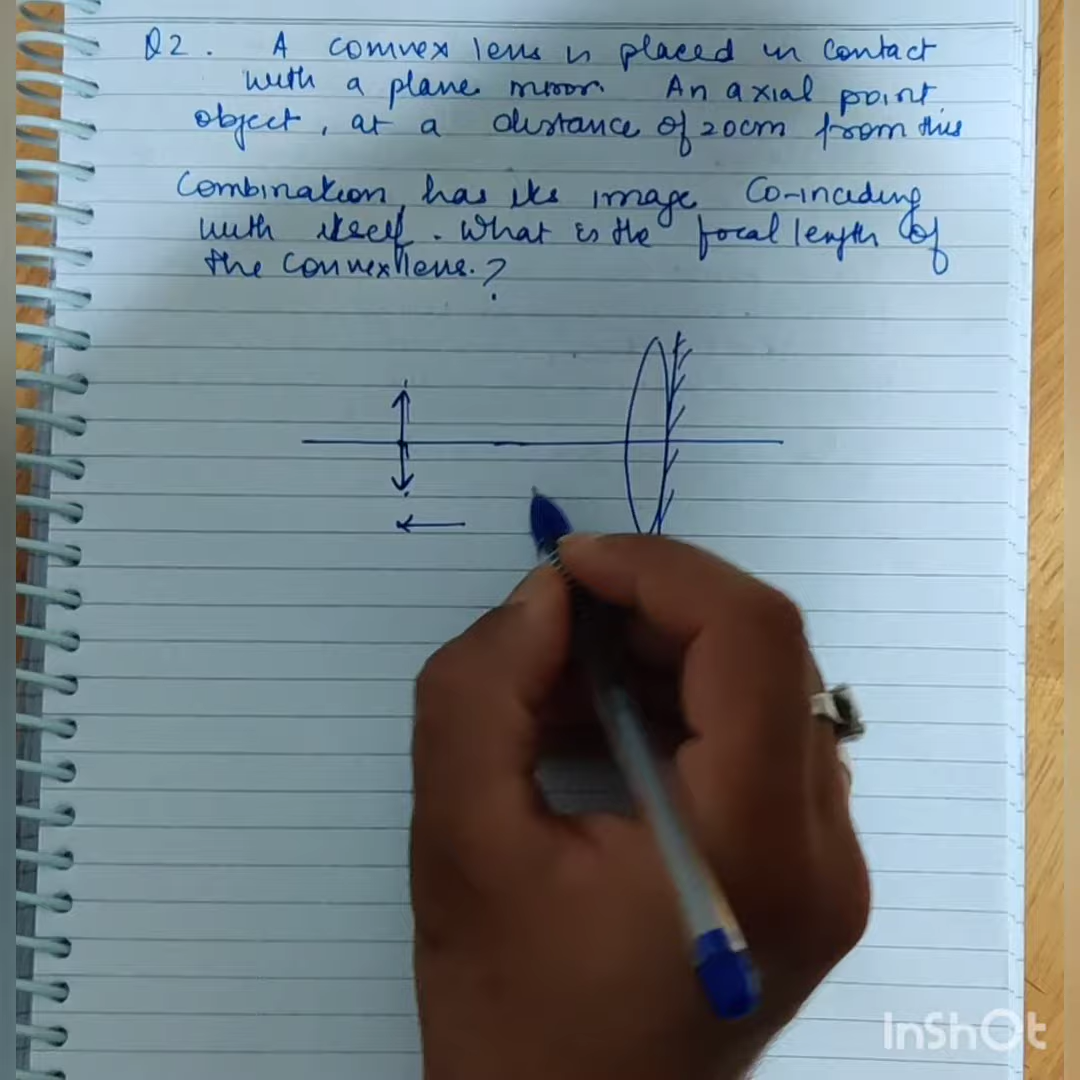 Q2. A convex lens is placed in contact
with a plane mirror. An axial point
object, at a distance of 20cm from this
Combination, has its image Co-inciding
with itself. What is the focal length of
the convex lens.?
InShOt